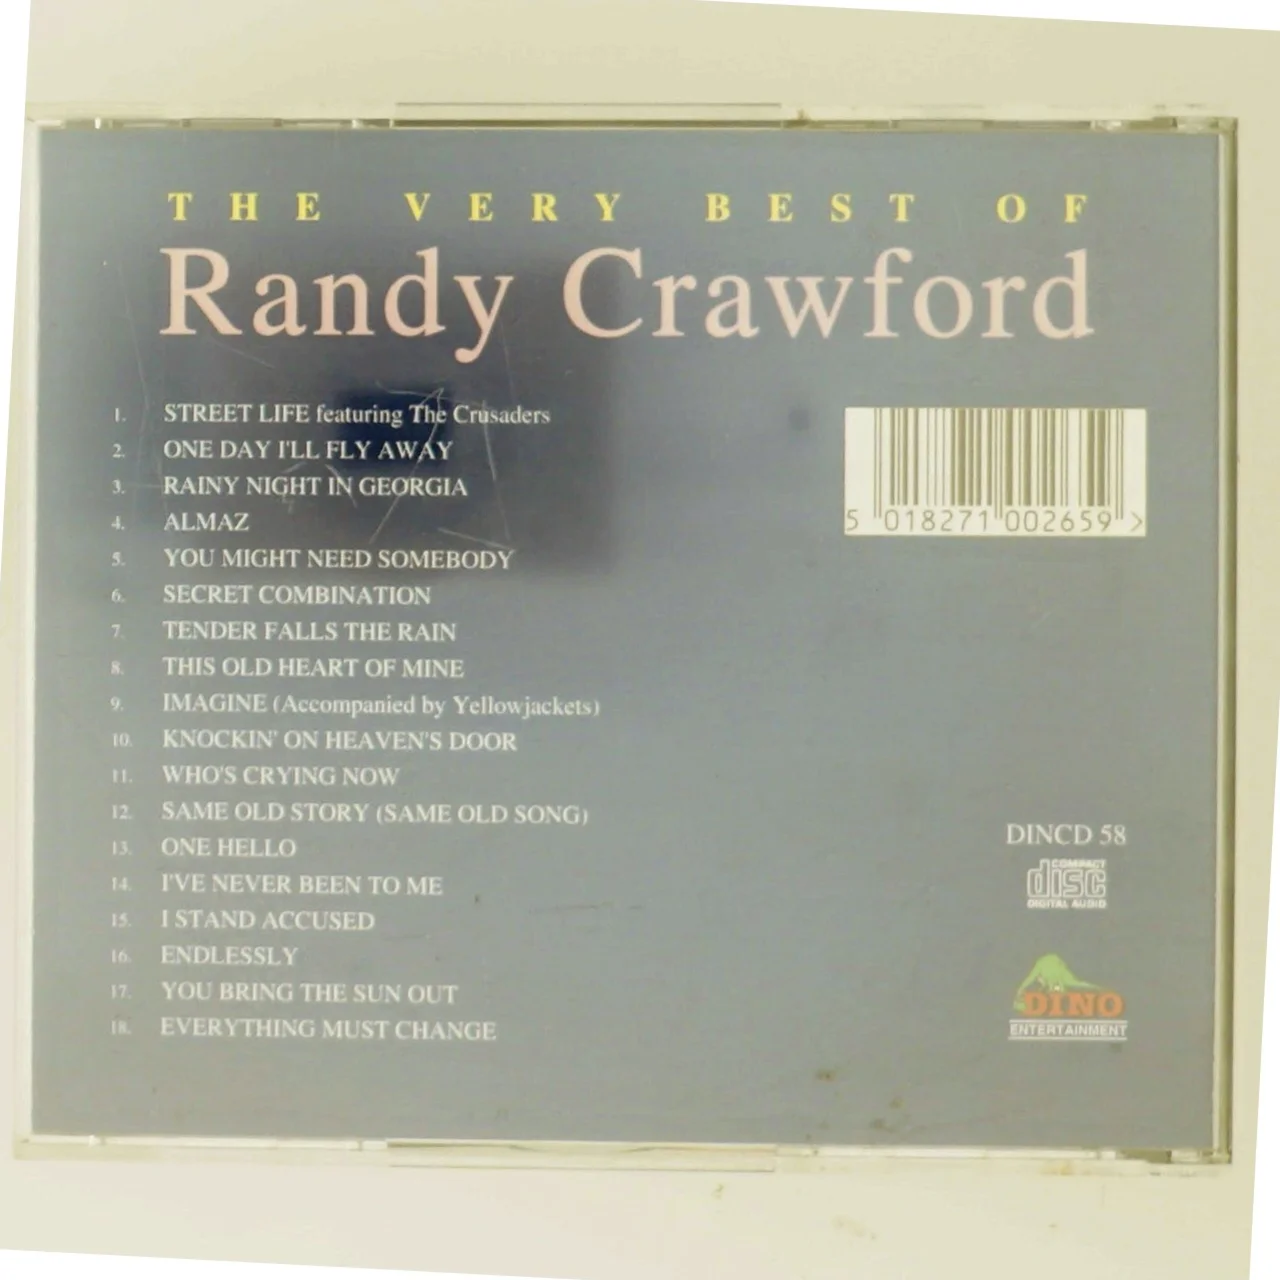 THE VERY BEST OF
Randy Crawford
1. STREET LIFE featuring The Crusaders
2. ONE DAY I'LL FLY AWAY
3. RAINY NIGHT IN GEORGIA
4. ALMAZ
5. YOU MIGHT NEED SOMEBODY
6. SECRET COMBINATION
7. TENDER FALLS THE RAIN
8. THIS OLD HEART OF MINE
9. IMAGINE (Accompanied by Yellowjackets)
10. KNOCKIN' ON HEAVEN'S DOOR
11. WHO'S CRYING NOW
12. SAME OLD STORY (SAME OLD SONG)
13. ONE HELLO
14. I'VE NEVER BEEN TO ME
15. I STAND ACCUSED
16. ENDLESSLY
17. YOU BRING THE SUN OUT
18. EVERYTHING MUST CHANGE
5 018271 002659 >
DINCD 58
COMPACT
disc
DIGITAL AUDIO
DINO
ENTERTAINMENT